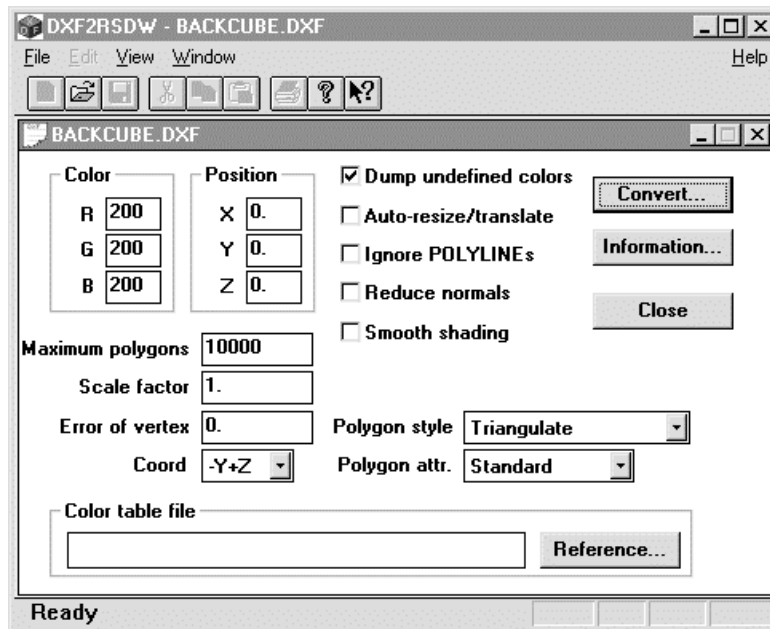 DXF2RSDW - BACKCUBE.DXF
File Edit View Window Help
BACKCUBE.DXF
Color
R 200
G 200
B 200
Position
X 0.
Y 0.
Z 0.
Dump undefined colors
Auto-resize/translate
Ignore POLYLINEs
Reduce normals
Smooth shading
Convert...
Information...
Close
Maximum polygons 10000
Scale factor 1.
Error of vertex 0.
Coord -Y+Z
Polygon style Triangulate
Polygon attr. Standard
Color table file
Reference...
Ready